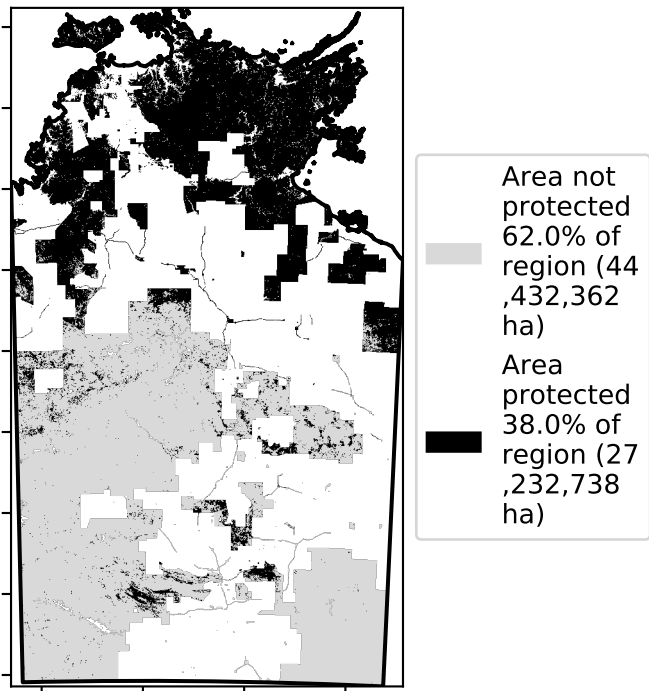 Area not
protected
62.0% of
region (44
,432,362
ha)
Area
protected
38.0% of
region (27
,232,738
ha)